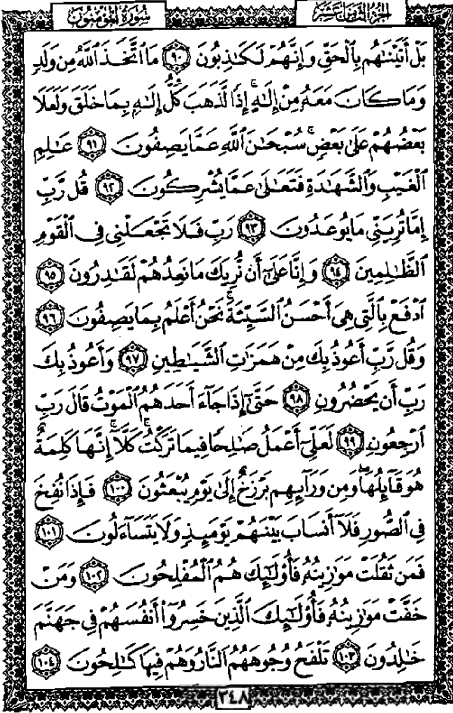 الجزء الثامن عشر
سورة المؤمنون
بَلْ أَتَيْنَٰهُم بِٱلْحَقِّ وَإِنَّهُمْ لَكَٰذِبُونَ ٩٠ مَا ٱتَّخَذَ ٱللَّهُ مِن وَلَدٍ
وَمَا كَانَ مَعَهُۥ مِنْ إِلَٰهٍ ۚ إِذًا لَّذَهَبَ كُلُّ إِلَٰهٍۭ بِمَا خَلَقَ وَلَعَلَا
بَعْضُهُمْ عَلَىٰ بَعْضٍ ۚ سُبْحَٰنَ ٱللَّهِ عَمَّا يَصِفُونَ ٩١ عَٰلِمِ
ٱلْغَيْبِ وَٱلشَّهَٰدَةِ فَتَعَٰلَىٰ عَمَّا يُشْرِكُونَ ٩٢ قُل رَّبِّ
إِمَّا تُرِيَنِّى مَا يُوعَدُونَ ٩٣ رَبِّ فَلَا تَجْعَلْنِى فِى ٱلْقَوْمِ
ٱلظَّٰلِمِينَ ٩٤ وَإِنَّا عَلَىٰٓ أَن نُّرِيَكَ مَا نَعِدُهُمْ لَقَٰدِرُونَ ٩٥
ٱدْفَعْ بِٱلَّتِى هِىَ أَحْسَنُ ٱلسَّيِّئَةَ ۚ نَحْنُ أَعْلَمُ بِمَا يَصِفُونَ ٩٦
وَقُل رَّبِّ أَعُوذُ بِكَ مِنْ هَمَزَٰتِ ٱلشَّيَٰطِينِ ٩٧ وَأَعُوذُ بِكَ
رَبِّ أَن يَحْضُرُونِ ٩٨ حَتَّىٰٓ إِذَا جَآءَ أَحَدَهُمُ ٱلْمَوْتُ قَالَ رَبِّ
ٱرْجِعُونِ ٩٩ لَعَلِّىٓ أَعْمَلُ صَٰلِحًا فِيمَا تَرَكْتُ ۚ كَلَّآ ۚ إِنَّهَا كَلِمَةٌ
هُوَ قَآئِلُهَا ۖ وَمِن وَرَآئِهِم بَرْزَخٌ إِلَىٰ يَوْمِ يُبْعَثُونَ ١٠٠ فَإِذَا نُفِخَ
فِى ٱلصُّورِ فَلَآ أَنسَابَ بَيْنَهُمْ يَوْمَئِذٍ وَلَا يَتَسَآءَلُونَ ١٠١
فَمَن ثَقُلَتْ مَوَٰزِينُهُۥ فَأُو۟لَٰٓئِكَ هُمُ ٱلْمُفْلِحُونَ ١٠٢ وَمَنْ
خَفَّتْ مَوَٰزِينُهُۥ فَأُو۟لَٰٓئِكَ ٱلَّذِينَ خَسِرُوٓا۟ أَنفُسَهُمْ فِى جَهَنَّمَ
خَٰلِدُونَ ١٠٣ تَلْفَحُ وُجُوهَهُمُ ٱلنَّارُ وَهُمْ فِيهَا كَٰلِحُونَ ١٠٤
٣٤٨